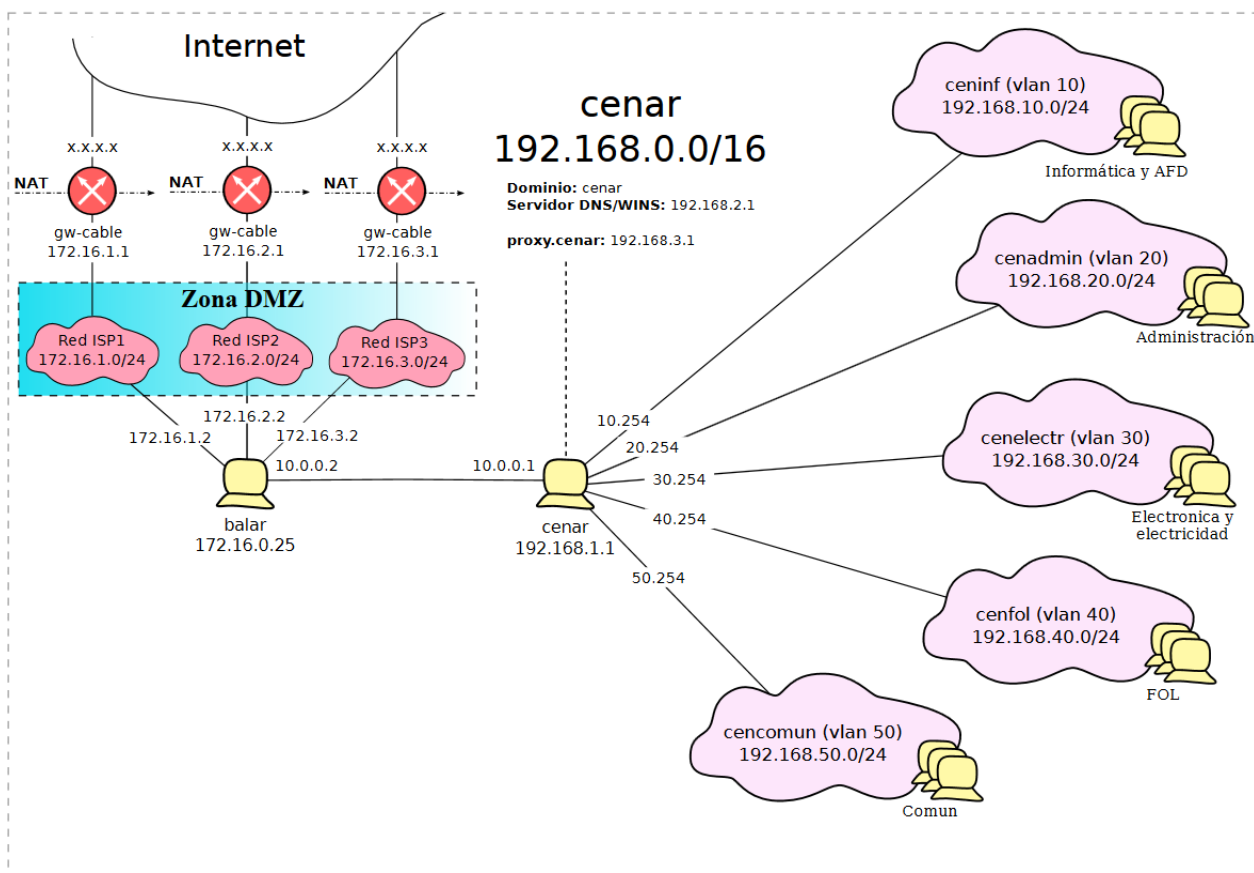 Internet
cenar
192.168.0.0/16
Dominio: cenar
Servidor DNS/WINS: 192.168.2.1
proxy.cenar: 192.168.3.1
x.x.x.x
x.x.x.x
x.x.x.x
NAT
NAT
NAT
gw-cable
172.16.1.1
gw-cable
172.16.2.1
gw-cable
172.16.3.1
Zona DMZ
Red ISP1
172.16.1.0/24
Red ISP2
172.16.2.0/24
Red ISP3
172.16.3.0/24
172.16.1.2
172.16.2.2
172.16.3.2
10.0.0.2
10.0.0.1
balar
172.16.0.25
cenar
192.168.1.1
10.254
20.254
30.254
40.254
50.254
ceninf (vlan 10)
192.168.10.0/24
Informática y AFD
cenadmin (vlan 20)
192.168.20.0/24
Administración
cenelectr (vlan 30)
192.168.30.0/24
Electronica y
electricidad
cenfol (vlan 40)
192.168.40.0/24
FOL
cencomun (vlan 50)
192.168.50.0/24
Comun